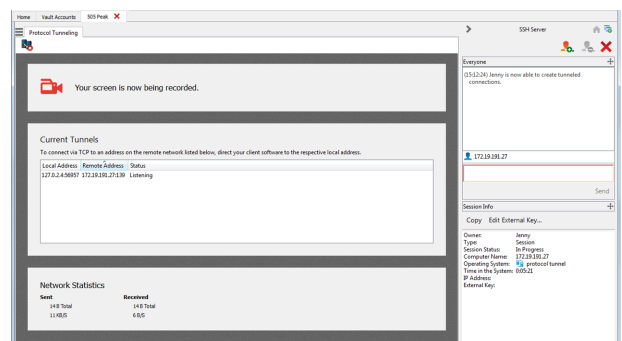 Home Vault Accounts SUS Peak
Protocol Tunneling
Your screen is now being recorded.
Current Tunnels
To connect via TCP to an address on the remote network listed below, direct your client software to the respective local address.
Local Address Remote Address Status
127.0.2.4:56957 172.19.191.27:139 Listening
Network Statistics
Sent Received
14 B Total 14 B Total
11 KB/S 6 B/S
SSH Server
Everyone
(15:12:24) Jenny is now able to create tunneled
connections.
172.19.191.27
Send
Session Info
Copy Edit External Key...
Owner: Jenny
Type: Session
Session Status: In Progress
Computer Name: 172.19.191.27
Operating System: protocol tunnel
Time in the System: 0:05:21
IP Address:
External Key: